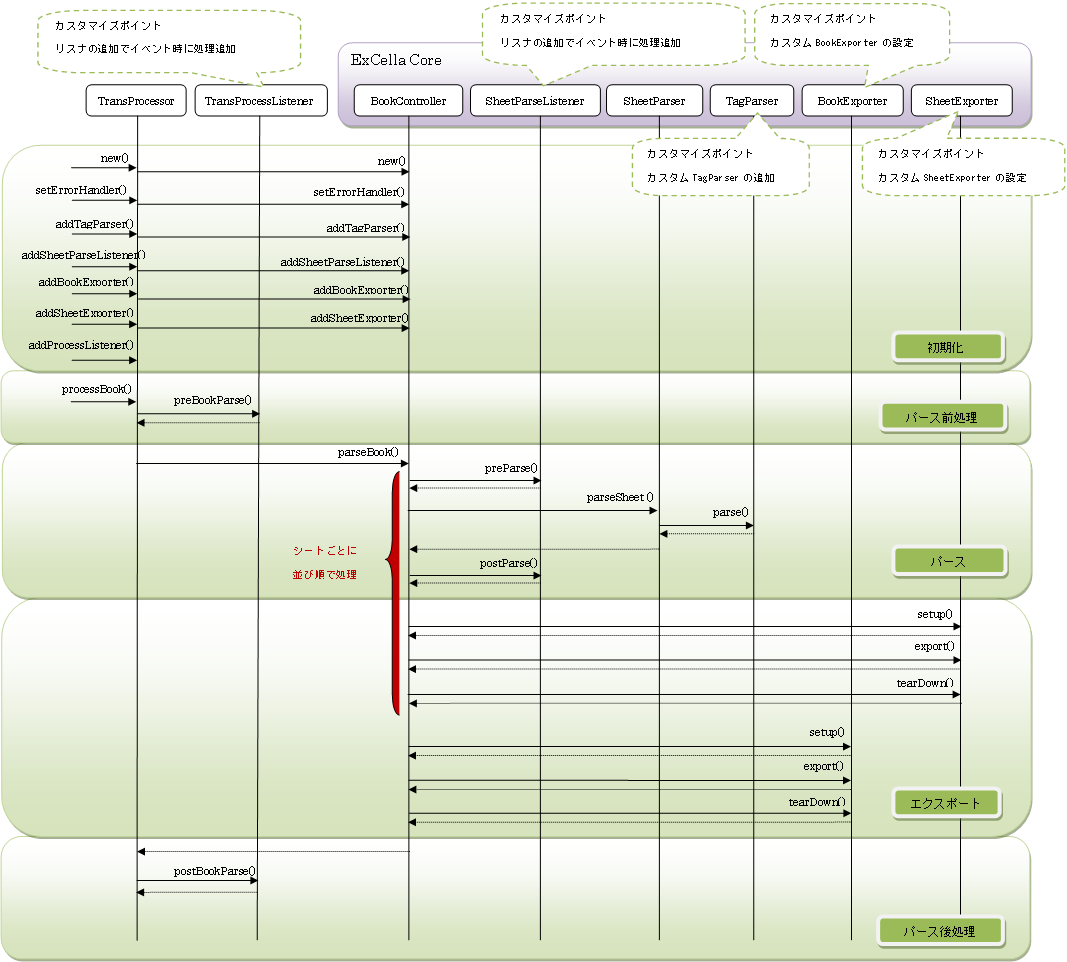 カスタマイズポイント
リスナの追加でイベント時に処理追加
カスタマイズポイント
リスナの追加でイベント時に処理追加
カスタマイズポイント
カスタム BookExporter の設定
ExCella Core
TransProcessor
TransProcessListener
BookController
SheetParseListener
SheetParser
TagParser
BookExporter
SheetExporter
カスタマイズポイント
カスタム TagParser の追加
カスタマイズポイント
カスタム SheetExporter の設定
new()
new()
setErrorHandler()
setErrorHandler()
addTagParser()
addTagParser()
addSheetParseListener()
addSheetParseListener()
addBookExporter()
addBookExporter()
addSheetExporter()
addSheetExporter()
addProcessListener()
初期化
processBook()
preBookParse()
パース前処理
parseBook()
preParse()
parseSheet ()
parse()
シートごとに
並び順で処理
postParse()
パース
setup()
export()
tearDown()
setup()
export()
tearDown()
エクスポート
postBookParse()
パース後処理